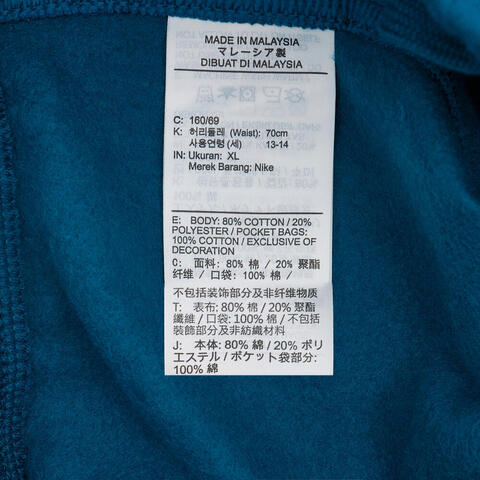 MADE IN MALAYSIA
マレーシア製
DIBUAT DI MALAYSIA
C: 160/69
K: 허리둘레 (Waist): 70cm
사용연령 (세) 13-14
IN: Ukuran: XL
Merek Barang: Nike
E: BODY: 80% COTTON / 20%
POLYESTER / POCKET BAGS:
100% COTTON / EXCLUSIVE OF
DECORATION
C: 面料: 80% 棉 / 20% 聚酯
纤维 / 口袋: 100% 棉 /
不包括装饰部分及非纤维物质
T: 表布: 80% 棉 / 20% 聚酯
纖維 / 口袋: 100% 棉 / 不包括
裝飾部分及非紡織材料
J: 本体: 80% 綿 / 20% ポリ
エステル / ポケット袋部分:
100% 綿